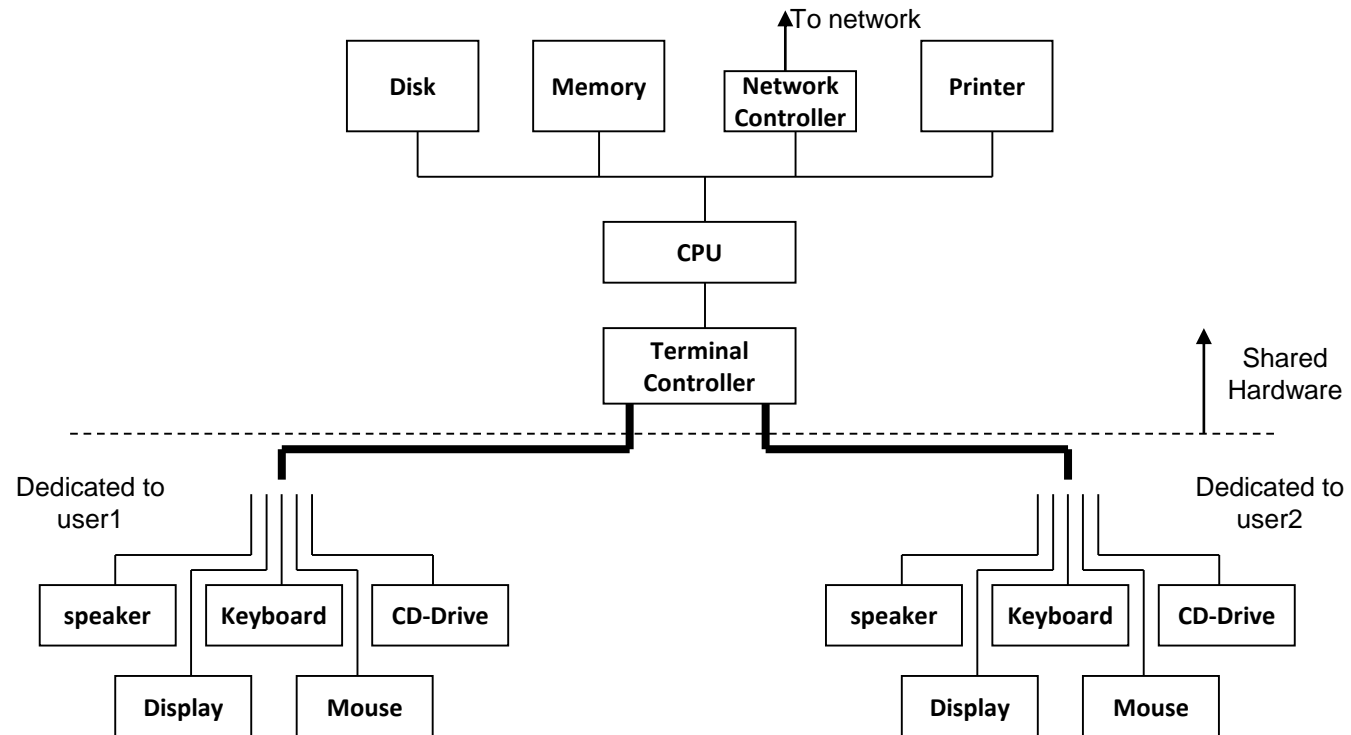 To network
Disk
Memory
Network
Controller
Printer
CPU
Terminal
Controller
Shared
Hardware
Dedicated to
user1
Dedicated to
user2
speaker
Keyboard
CD-Drive
speaker
Keyboard
CD-Drive
Display
Mouse
Display
Mouse